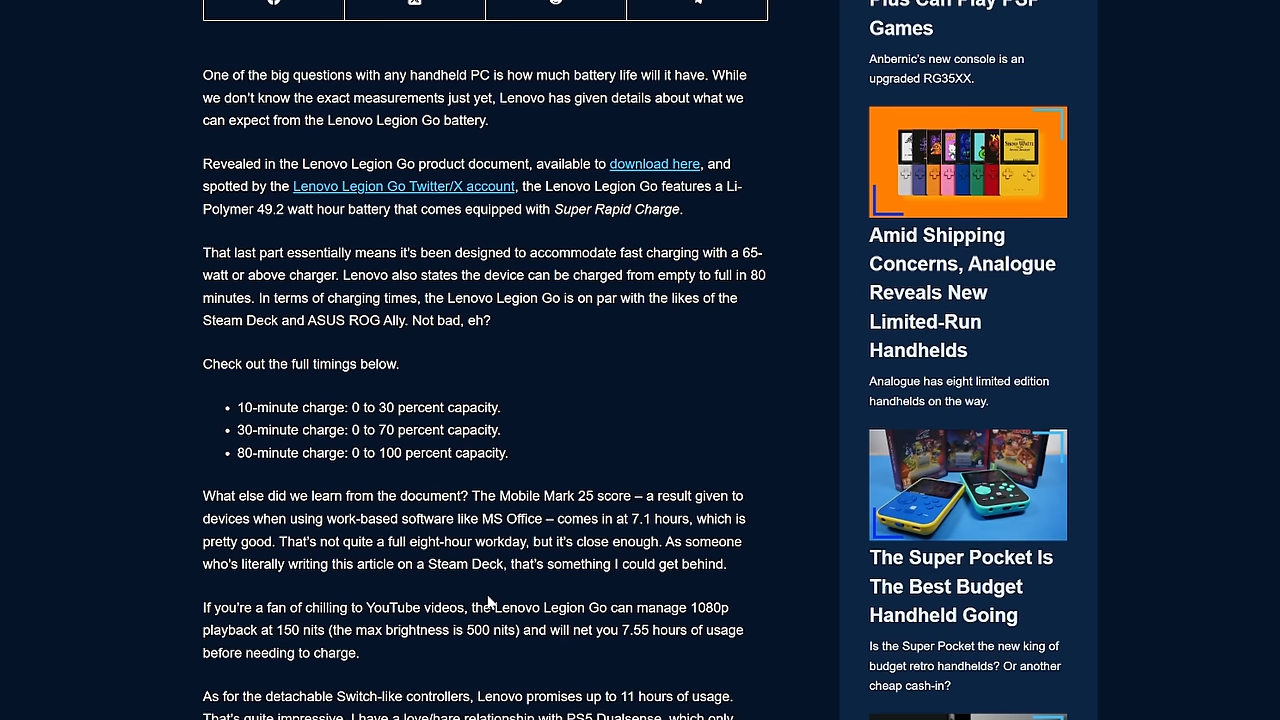 One of the big questions with any handheld PC is how much battery life will it have. While
we don't know the exact measurements just yet, Lenovo has given details about what we
can expect from the Lenovo Legion Go battery.
Revealed in the Lenovo Legion Go product document, available to download here, and
spotted by the Lenovo Legion Go Twitter/X account, the Lenovo Legion Go features a Li-
Polymer 49.2 watt hour battery that comes equipped with Super Rapid Charge.
That last part essentially means it's been designed to accommodate fast charging with a 65-
watt or above charger. Lenovo also states the device can be charged from empty to full in 80
minutes. In terms of charging times, the Lenovo Legion Go is on par with the likes of the
Steam Deck and ASUS ROG Ally. Not bad, eh?
Check out the full timings below.
• 10-minute charge: 0 to 30 percent capacity.
• 30-minute charge: 0 to 70 percent capacity.
• 80-minute charge: 0 to 100 percent capacity.
What else did we learn from the document? The Mobile Mark 25 score – a result given to
devices when using work-based software like MS Office – comes in at 7.1 hours, which is
pretty good. That's not quite a full eight-hour workday, but it's close enough. As someone
who's literally writing this article on a Steam Deck, that's something I could get behind.
If you're a fan of chilling to YouTube videos, the Lenovo Legion Go can manage 1080p
playback at 150 nits (the max brightness is 500 nits) and will net you 7.55 hours of usage
before needing to charge.
As for the detachable Switch-like controllers, Lenovo promises up to 11 hours of usage.
That's quite impressive. I have a love/hare relationship with PS5 Dualsense, which only
Plus Can Play PSP
Games
Anbernic's new console is an
upgraded RG35XX.
Amid Shipping
Concerns, Analogue
Reveals New
Limited-Run
Handhelds
Analogue has eight limited edition
handhelds on the way.
The Super Pocket Is
The Best Budget
Handheld Going
Is the Super Pocket the new king of
budget retro handhelds? Or another
cheap cash-in?